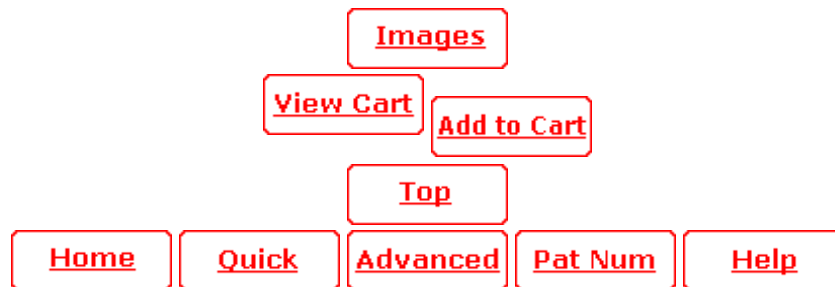 Images
View Cart
Add to Cart
Top
Home Quick Advanced Pat Num Help